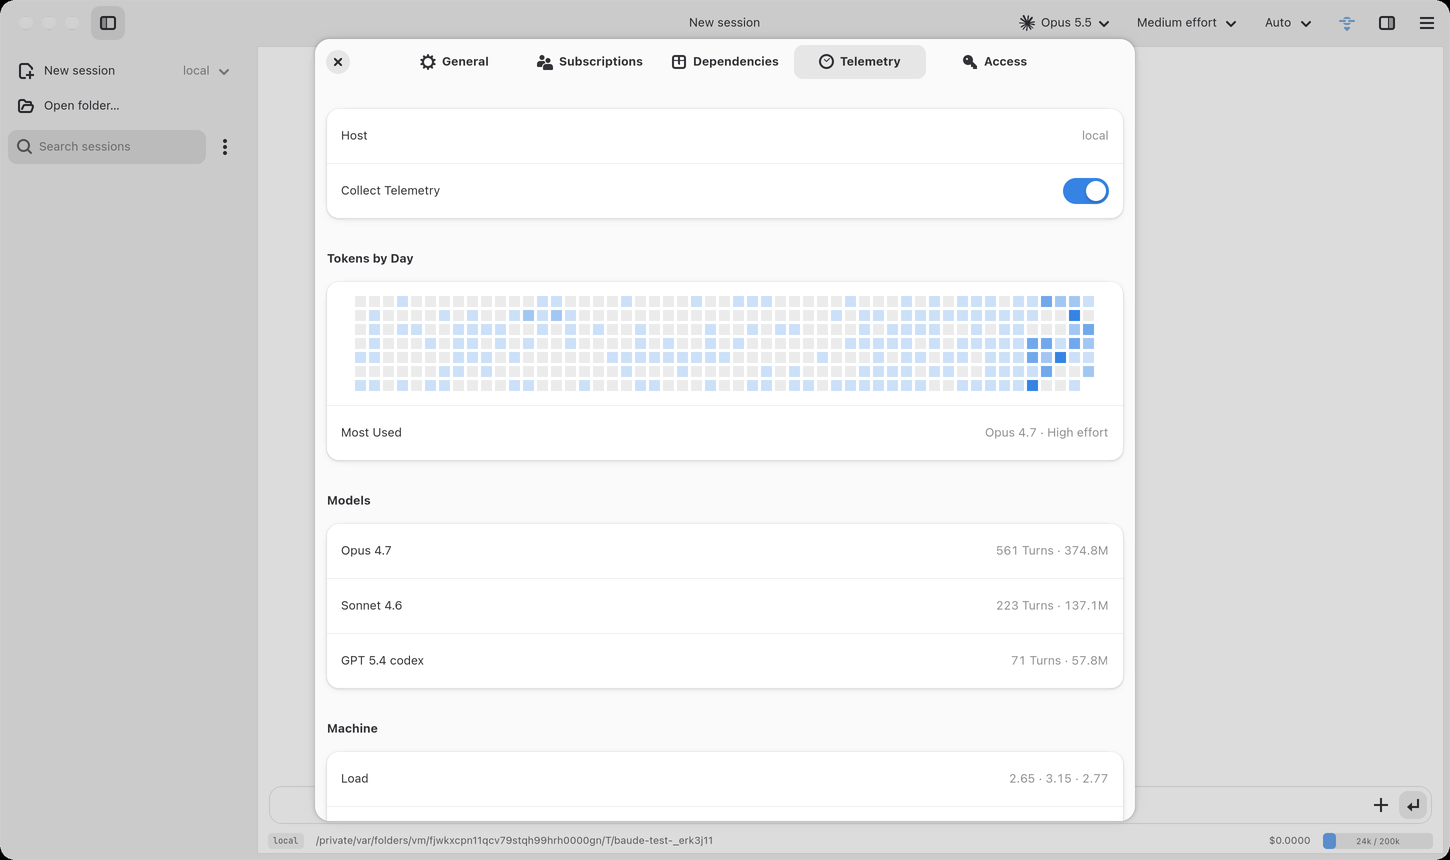 New session
Opus 5.5
Medium effort
Auto
New session
local
Open folder...
Search sessions
General
Subscriptions
Dependencies
Telemetry
Access
Host
local
Collect Telemetry
Tokens by Day
Most Used
Opus 4.7 · High effort
Models
Opus 4.7
561 Turns · 374.8M
Sonnet 4.6
223 Turns · 137.1M
GPT 5.4 codex
71 Turns · 57.8M
Machine
Load
2.65 · 3.15 · 2.77
local
/private/var/folders/vm/fjwkxcpn11qcv79stqh99hrh0000gn/T/baude-test-_erk3j11
$0.0000
24k / 200k